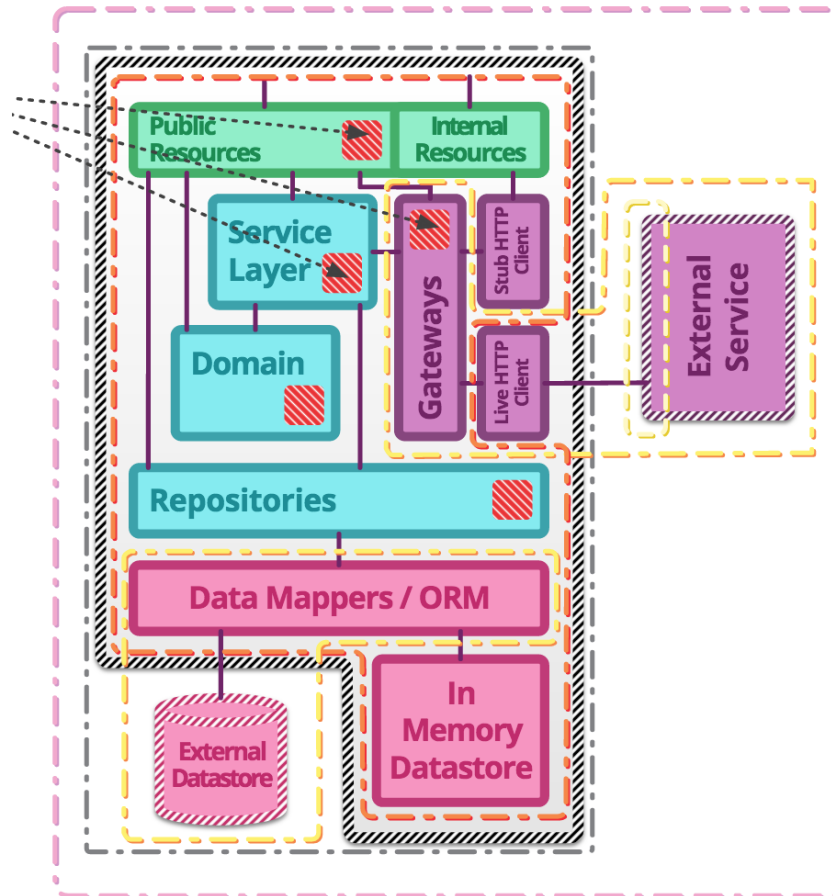 Public
Resources
Internal
Resources
Service
Layer
Gateways
Stub HTTP
Client
External
Service
Domain
Live HTTP
Client
Repositories
Data Mappers / ORM
External
Datastore
In
Memory
Datastore